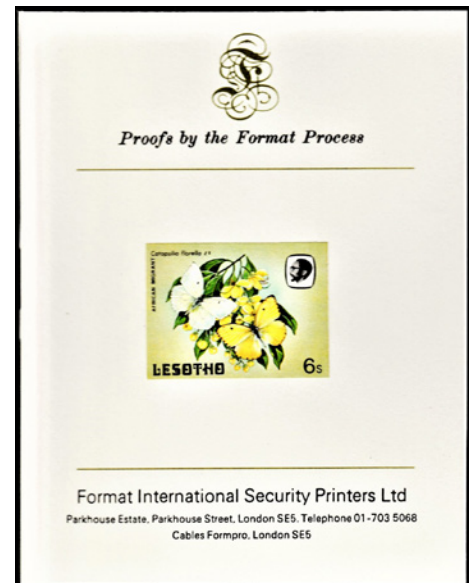 Proofs by the Format Process
Catopsilia florella ♂♀
AFRICAN MIGRANT
LESOTHO
6s
Format International Security Printers Ltd
Parkhouse Estate, Parkhouse Street, London SE5. Telephone 01-703 5068
Cables Formpro, London SE5